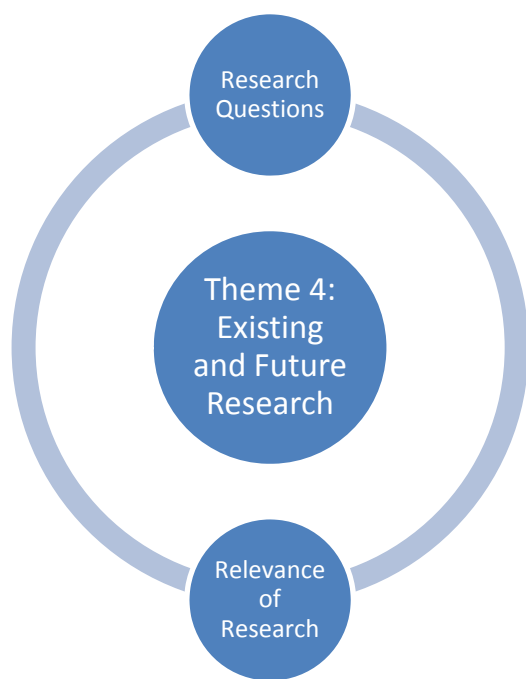 Research
Questions
Theme 4:
Existing
and Future
Research
Relevance
of
Research